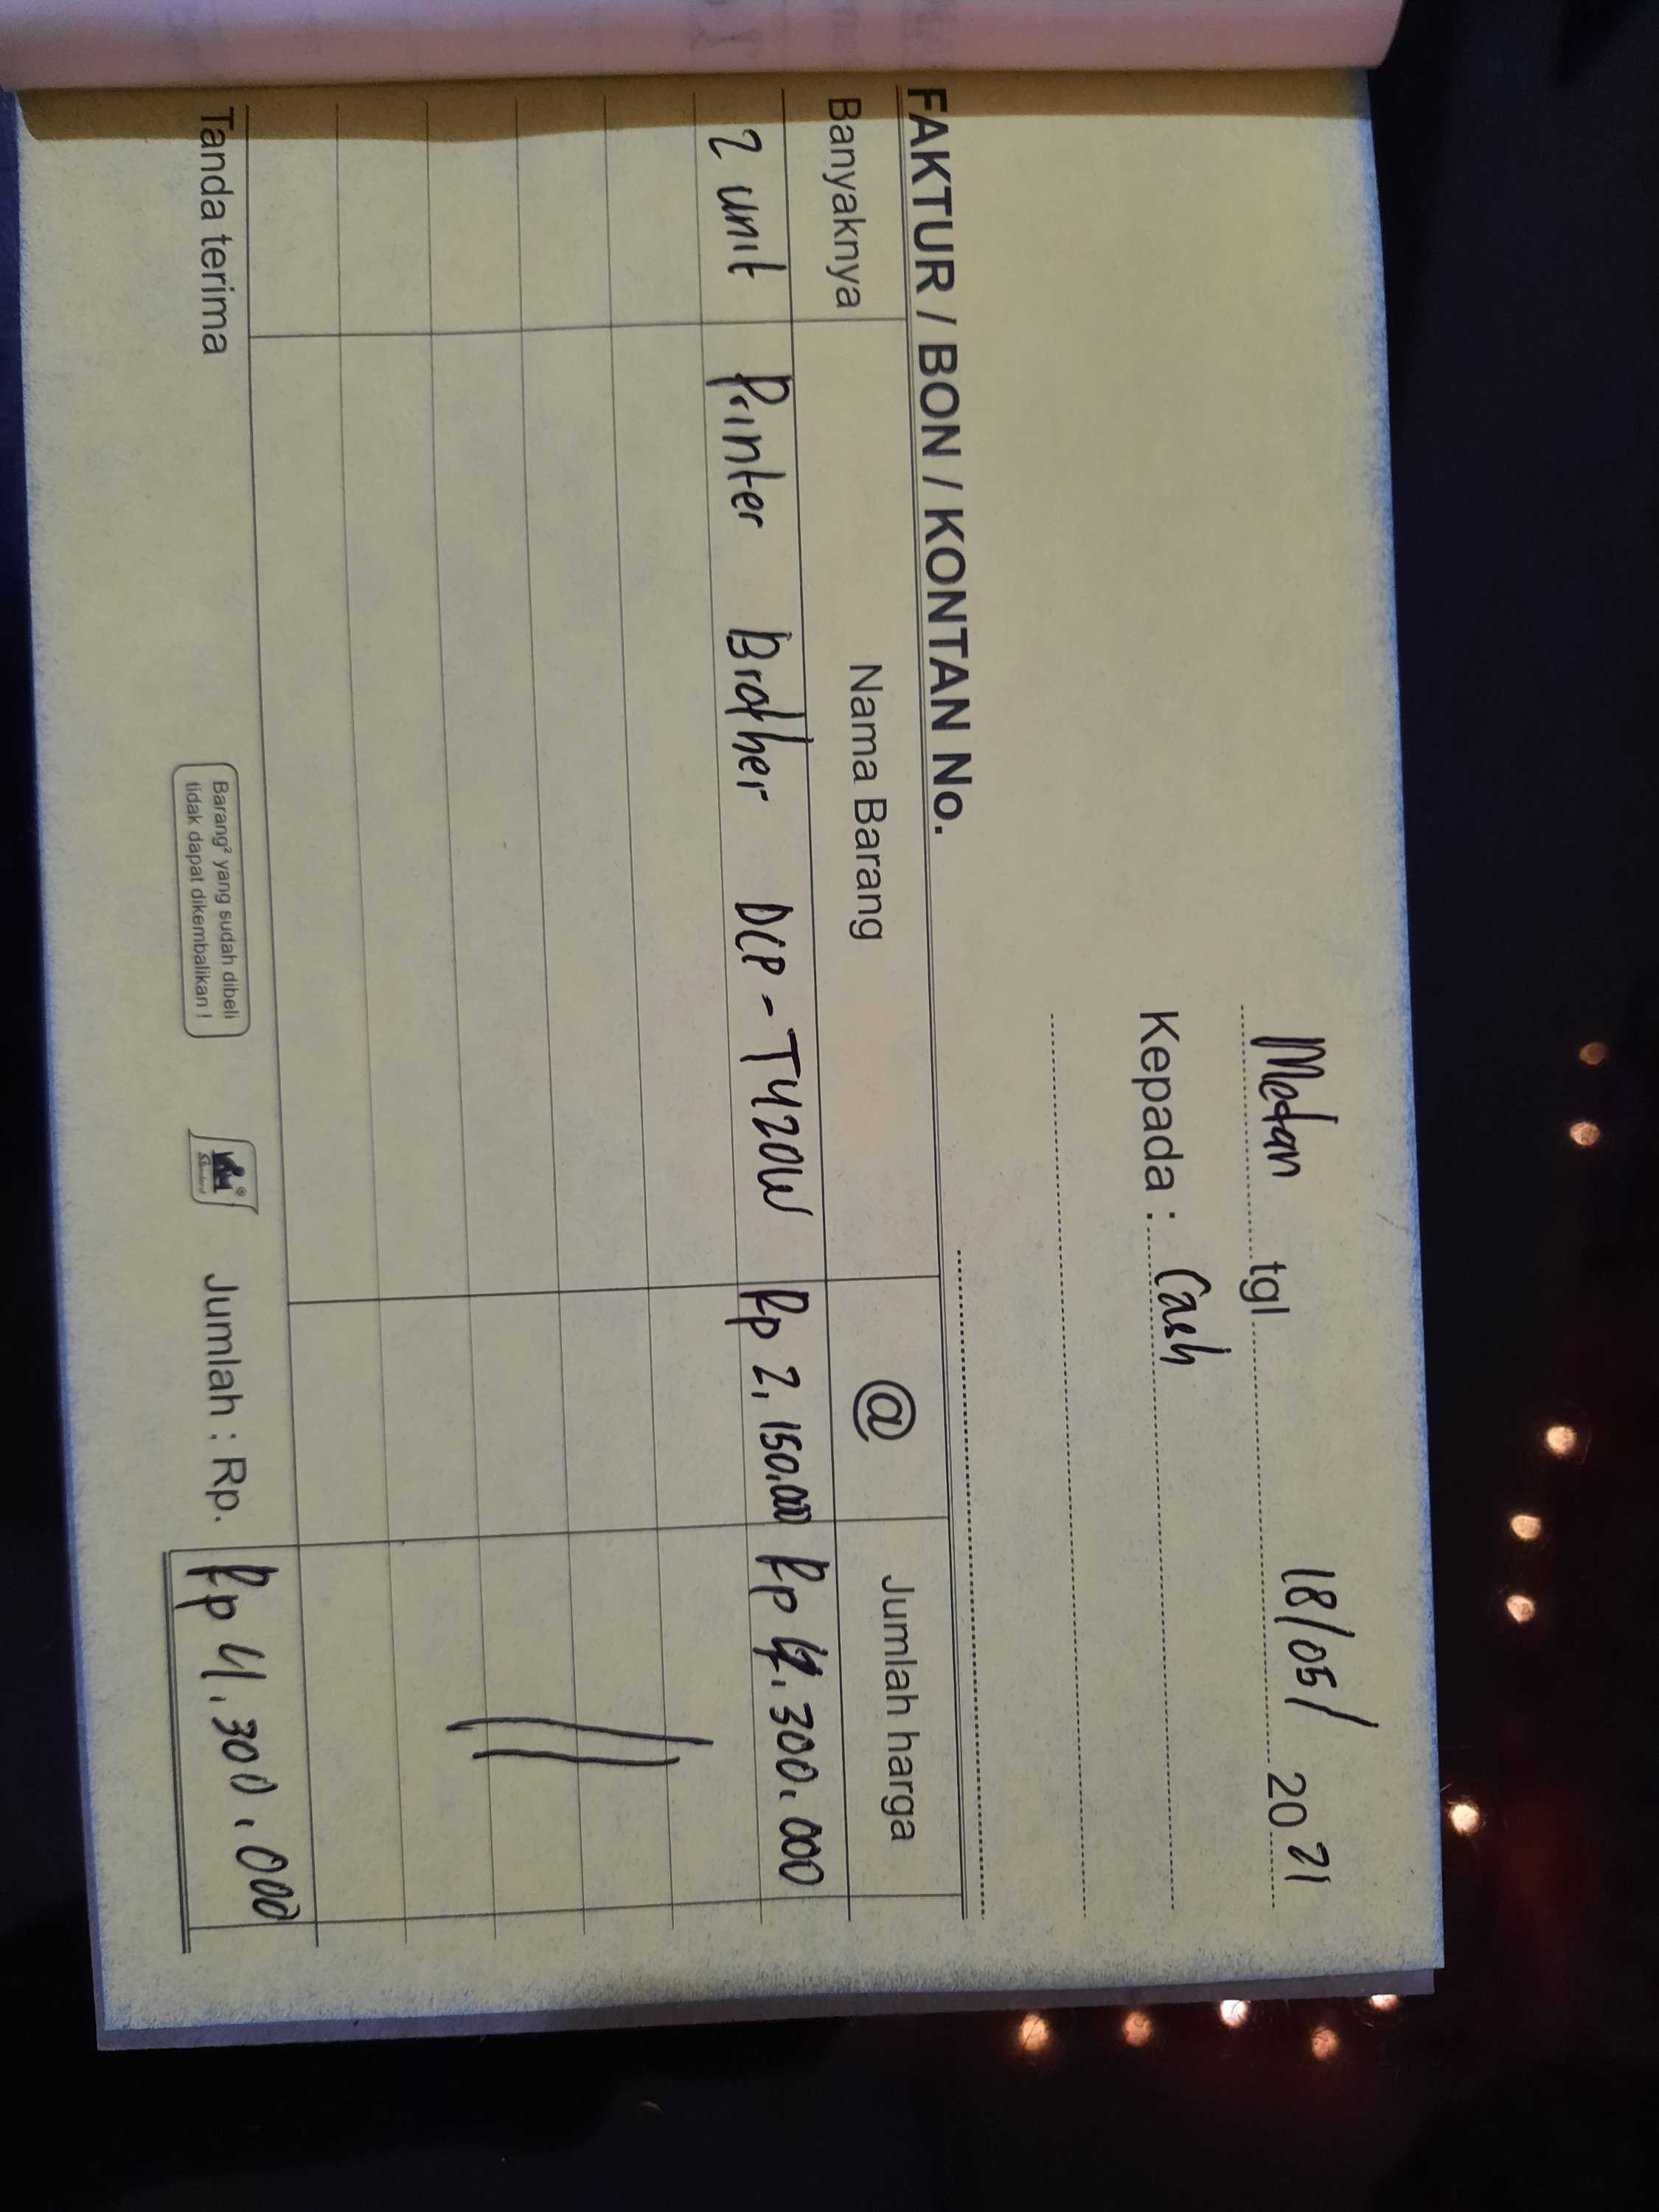 Medan tgl. 18/05/ 2021
Kepada : Cash
FAKTUR / BON / KONTAN No.
Banyaknya Nama Barang @ Jumlah harga
2 unit Printer Brother DCP - T420W Rp 2,150.000 Rp 4.300.000
Tanda terima
Barang² yang sudah dibeli
tidak dapat dikembalikan !
Jumlah : Rp. Rp 4.300.000